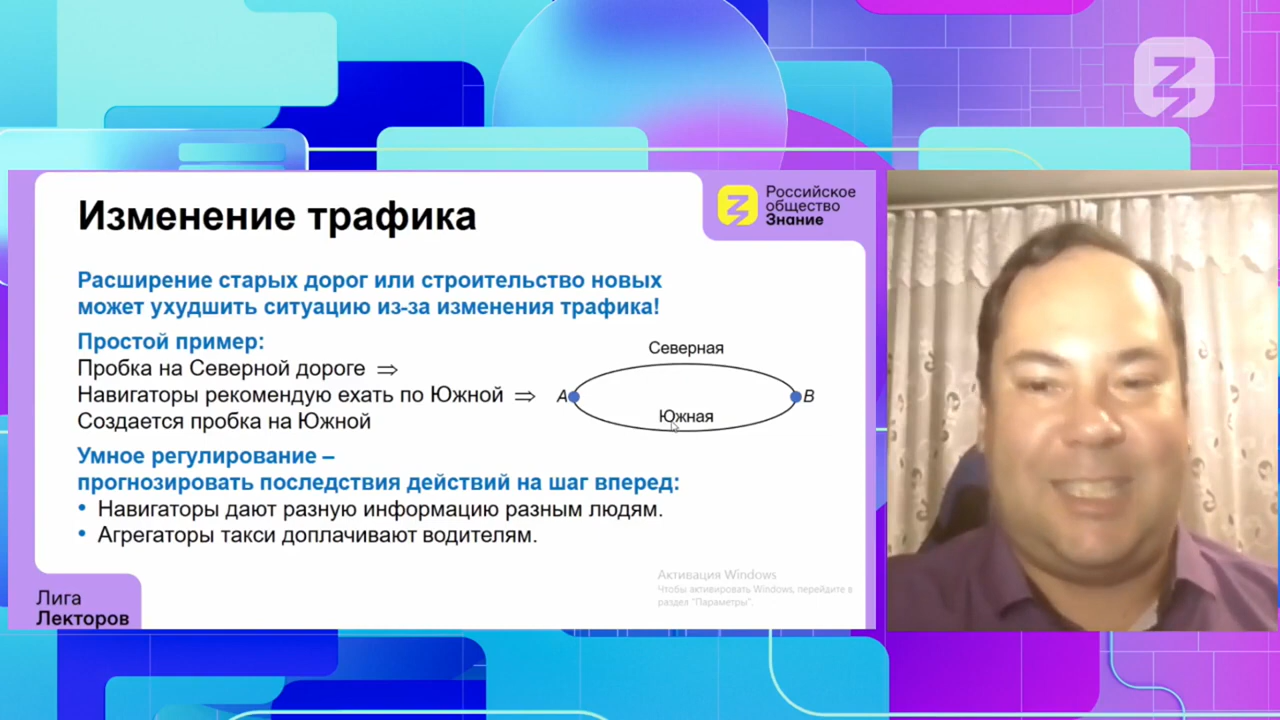 Изменение трафика
Российское
общество
Знание
Расширение старых дорог или строительство новых
может ухудшить ситуацию из-за изменения трафика!
Простой пример:
Пробка на Северной дороге ⇒
Навигаторы рекомендую ехать по Южной ⇒
Создается пробка на Южной
Северная
A
B
Южная
Умное регулирование –
прогнозировать последствия действий на шаг вперед:
• Навигаторы дают разную информацию разным людям.
• Агрегаторы такси доплачивают водителям.
Активация Windows
Чтобы активировать Windows, перейдите в
раздел "Параметры".
Лига
Лекторов